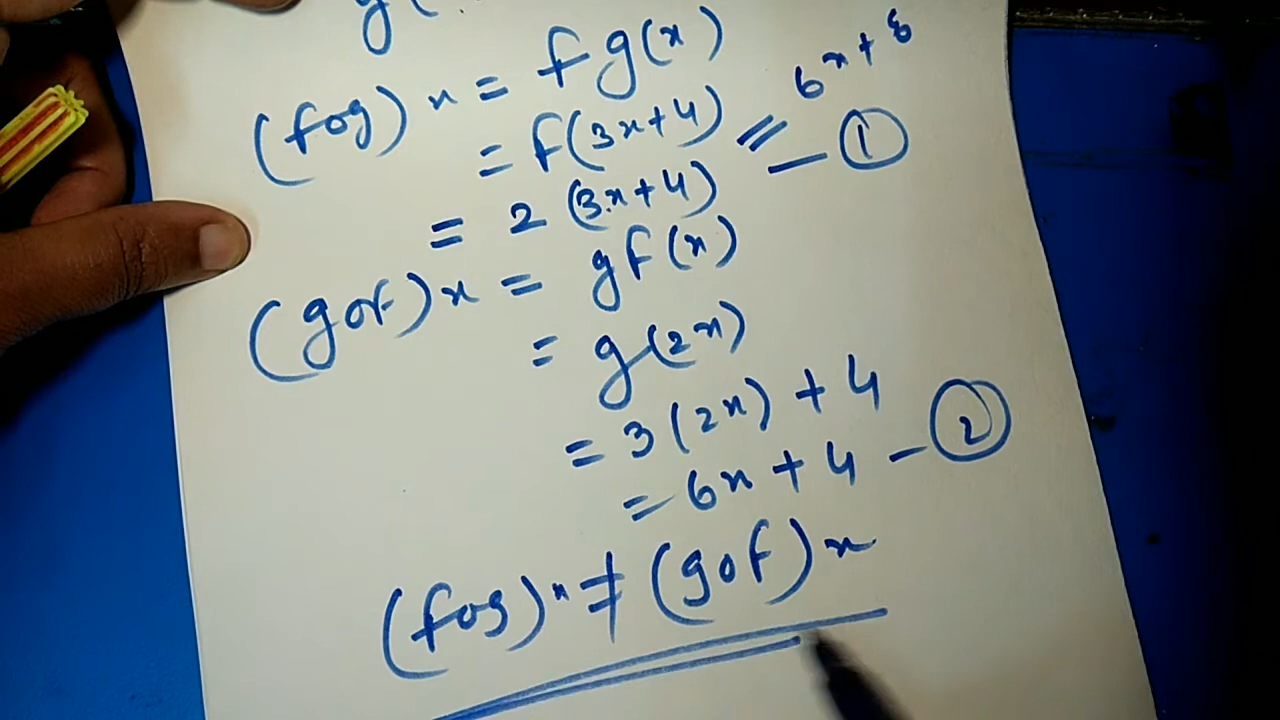 g(
(fog) x = f g(x)
= f(3x+4) = 6x+8
= 2 (3x+4) — ①
(gof) x = gf(x)
= g(2x)
= 3(2x) + 4
= 6x + 4 — ②
(fog) x ≠ (gof) x